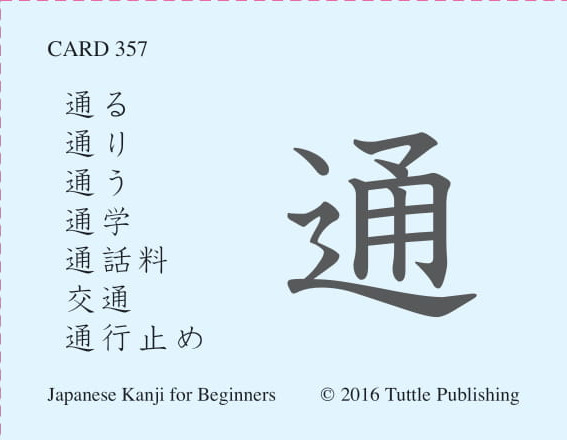 CARD 357
通る
通り
通う
通学
通話料
交通
通行止め
通
Japanese Kanji for Beginners © 2016 Tuttle Publishing